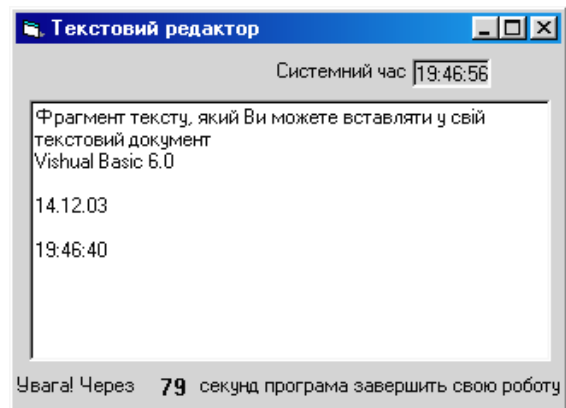 Текстовий редактор
Системний час 19:46:56
Фрагмент тексту, який Ви можете вставляти у свій
текстовий документ
Vishual Basic 6.0
14.12.03
19:46:40
Увага! Через 79 секунд програма завершить свою роботу